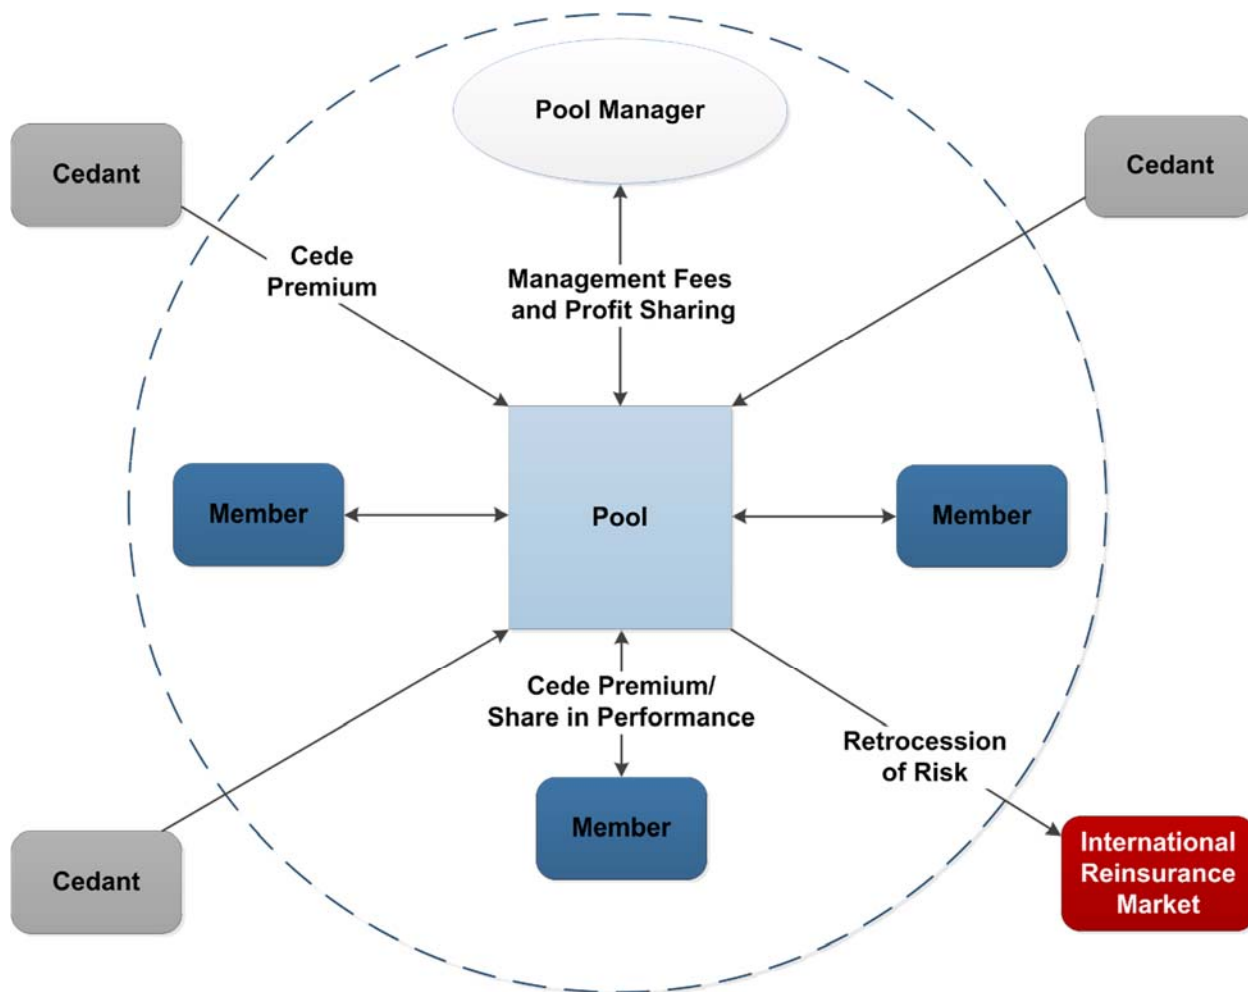 Pool Manager
Cedant
Cedant
Cede
Premium
Management Fees
and Profit Sharing
Member
Pool
Member
Cede Premium/
Share in Performance
Retrocession
of Risk
Member
Cedant
International
Reinsurance
Market